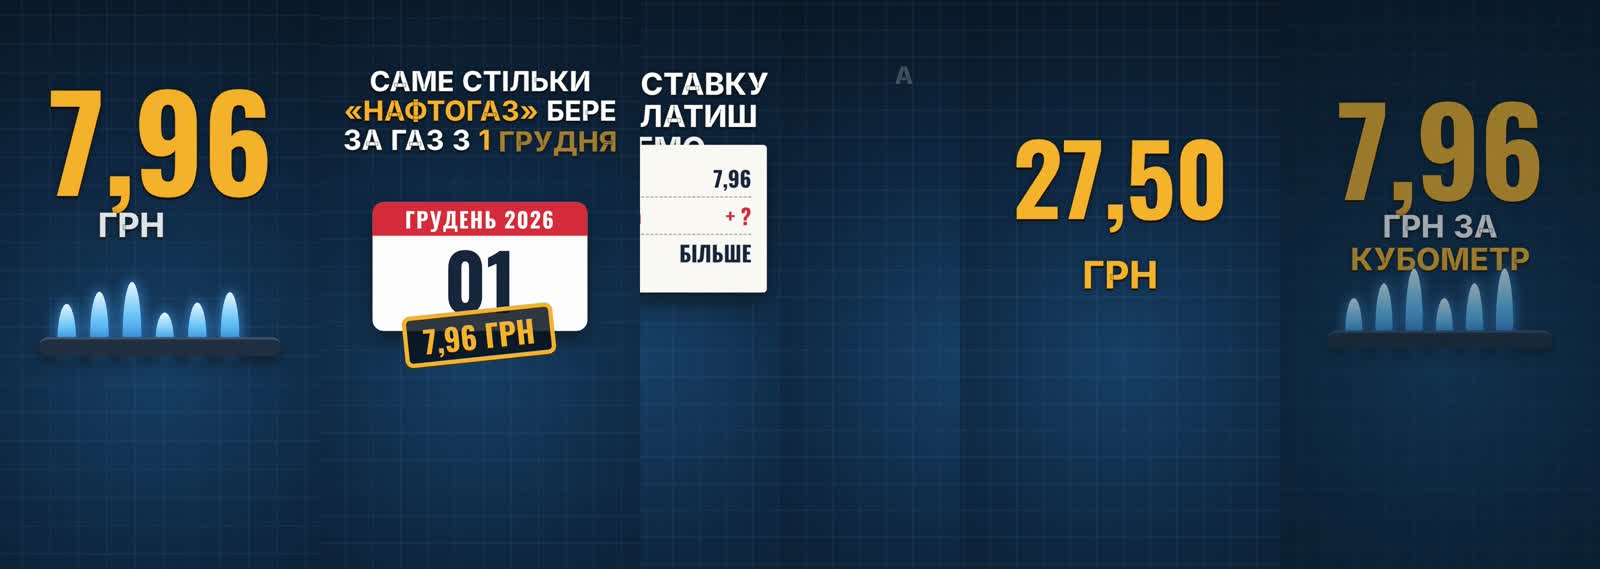 7,96
ГРН
САМЕ СТІЛЬКИ
«НАФТОГАЗ» БЕРЕ
ЗА ГАЗ З 1 ГРУДНЯ
ГРУДЕНЬ 2026
01
7,96 ГРН
СТАВКУ
ЛАТИШ
7,96
+ ?
БІЛЬШЕ
А
27,50
ГРН
7,96
ГРН ЗА
КУБОМЕТР